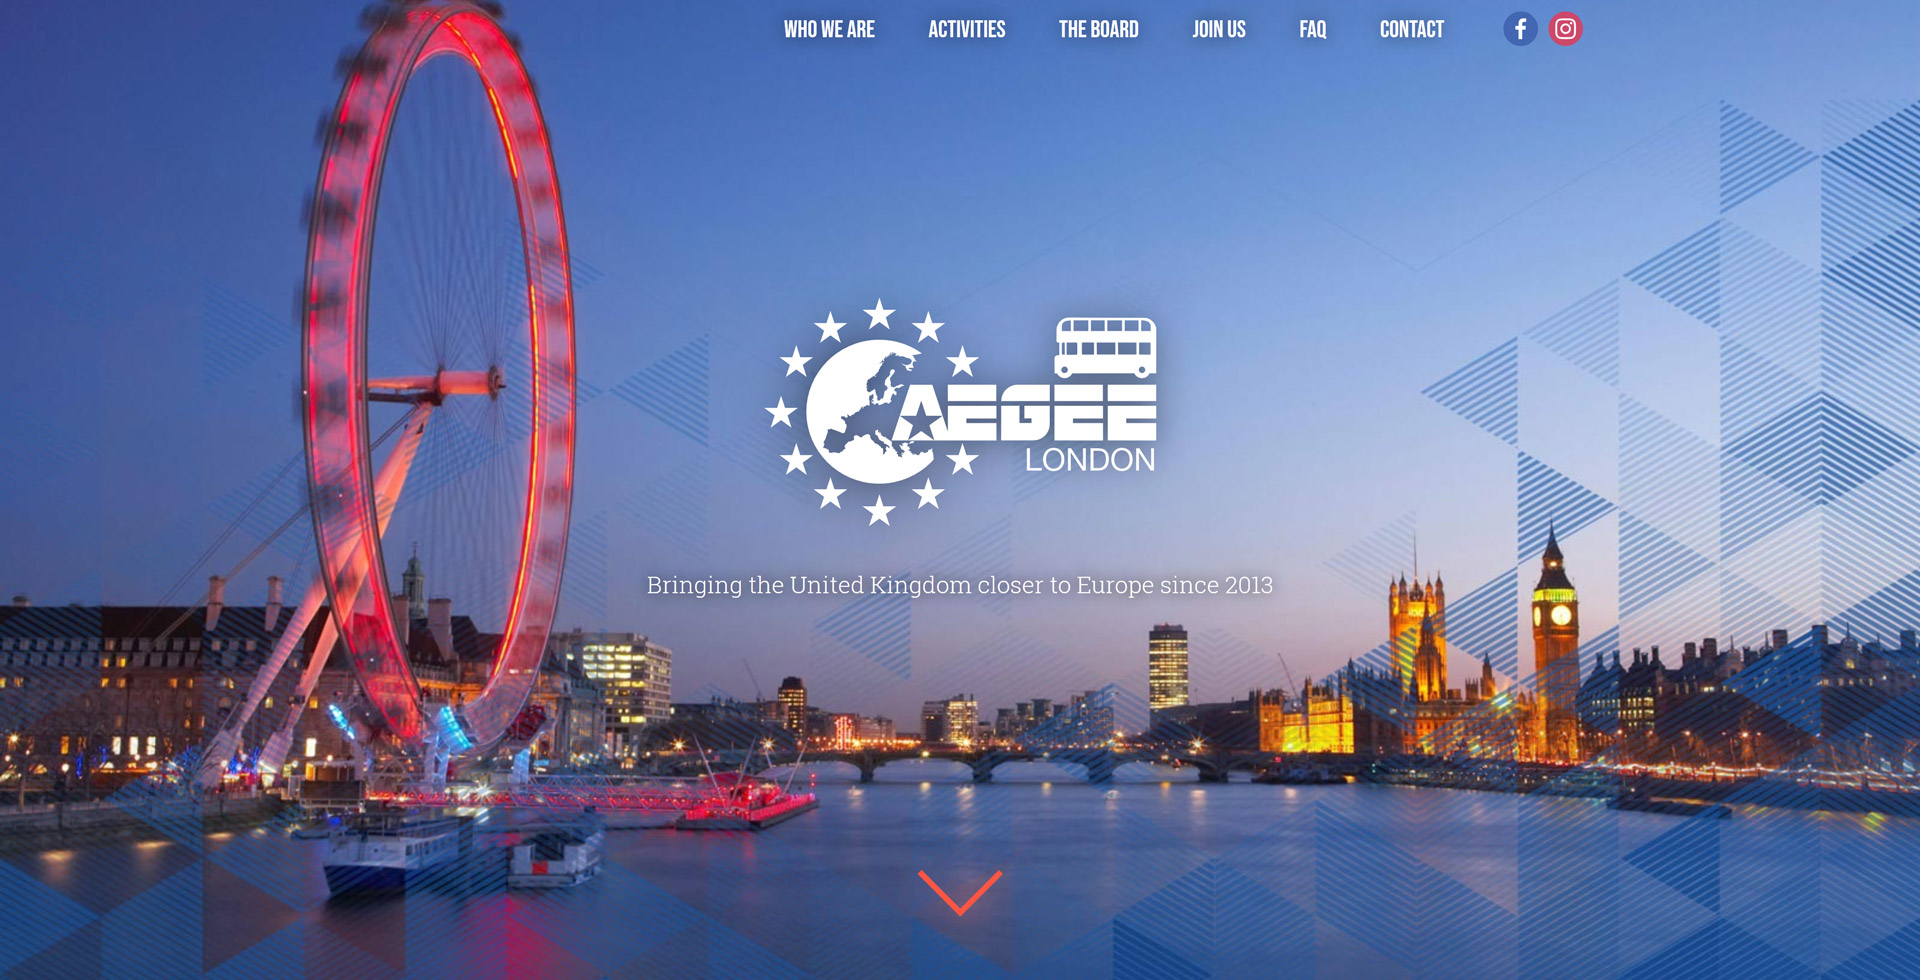 WHO WE ARE
ACTIVITIES
THE BOARD
JOIN US
FAQ
CONTACT
AEGEE
LONDON
Bringing the United Kingdom closer to Europe since 2013